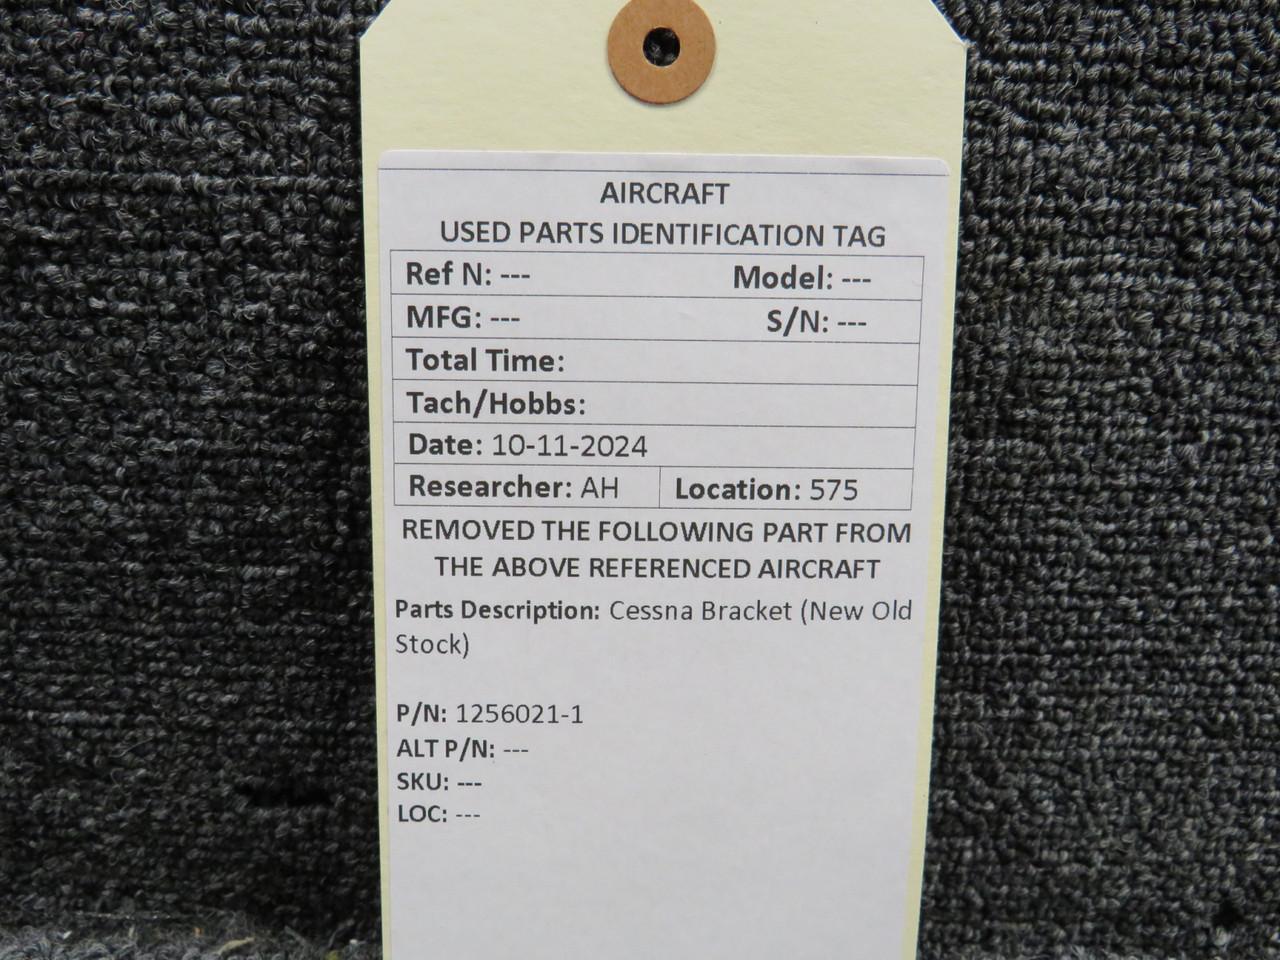 AIRCRAFT
USED PARTS IDENTIFICATION TAG
Ref N: --- Model: ---
MFG: --- S/N: ---
Total Time:
Tach/Hobbs:
Date: 10-11-2024
Researcher: AH Location: 575
REMOVED THE FOLLOWING PART FROM
THE ABOVE REFERENCED AIRCRAFT
Parts Description: Cessna Bracket (New Old
Stock)
P/N: 1256021-1
ALT P/N: ---
SKU: ---
LOC: ---